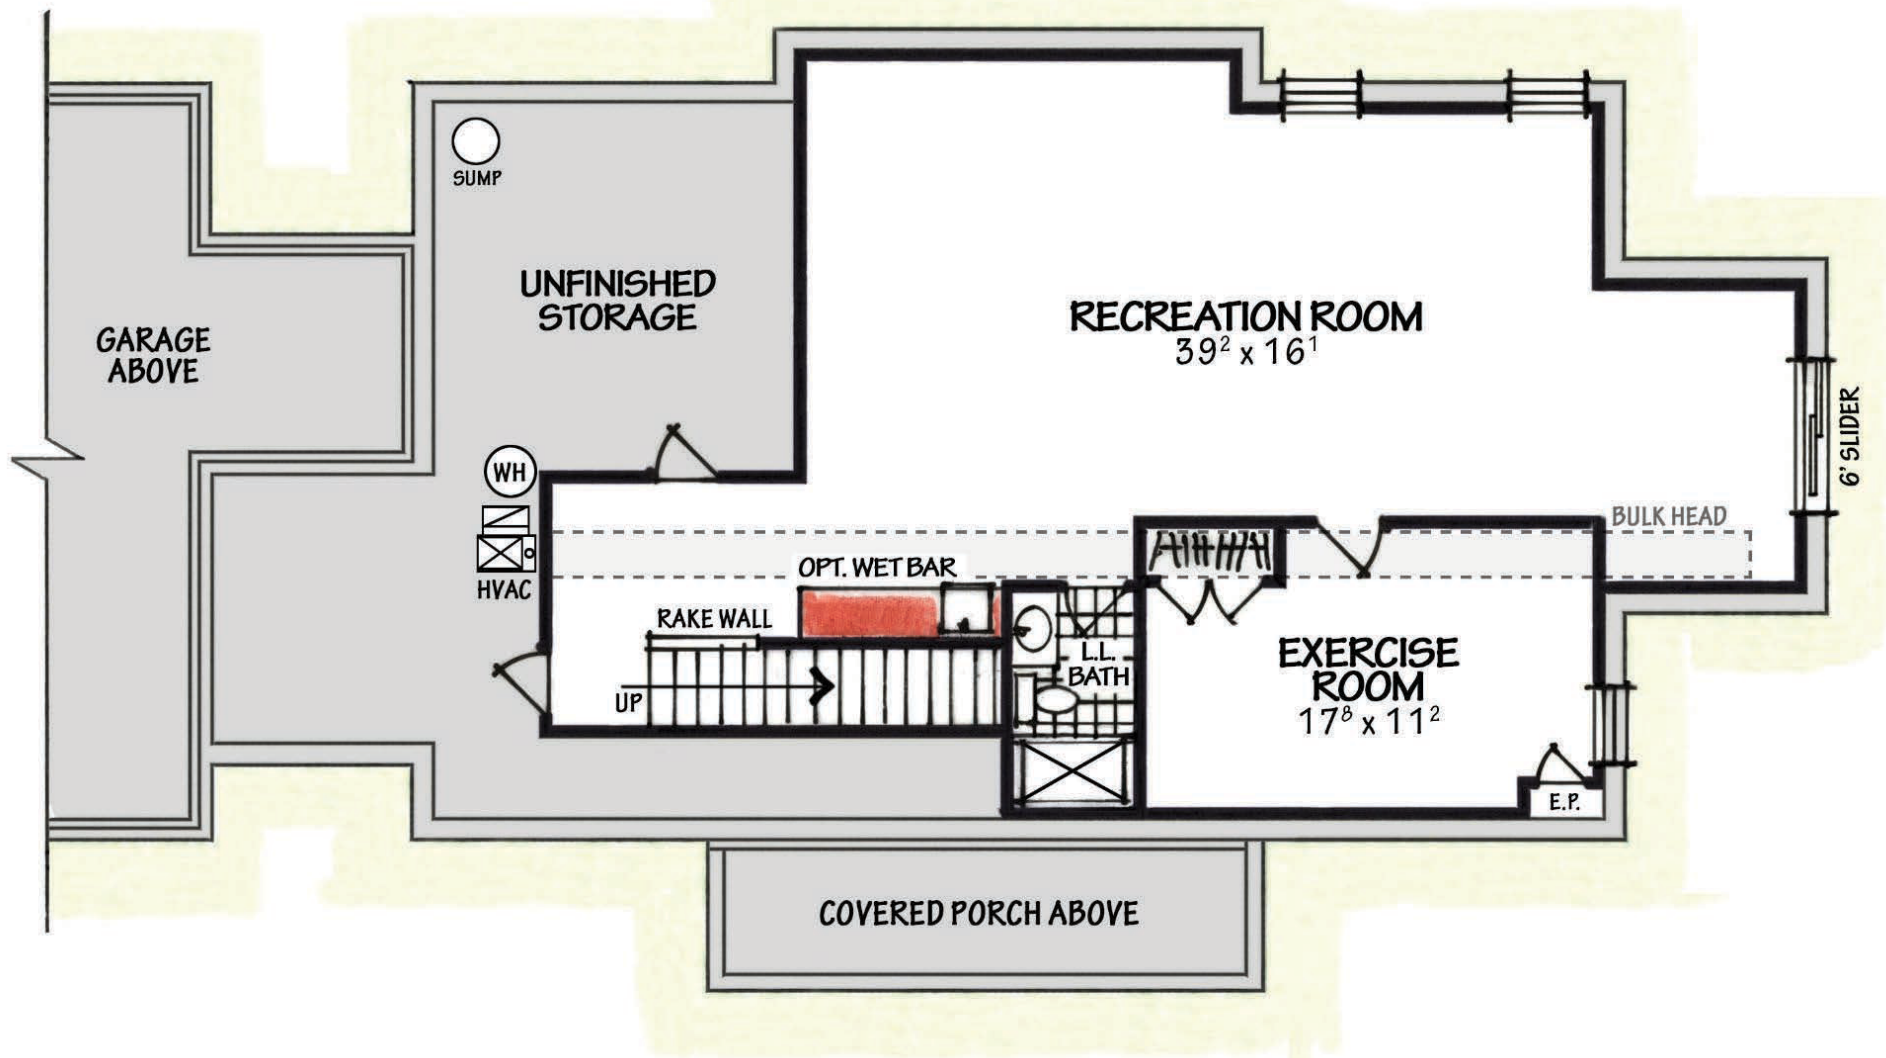 SUMP
UNFINISHED
STORAGE
GARAGE
ABOVE
RECREATION ROOM
39² x 16¹
6' SLIDER
WH
HVAC
BULK HEAD
OPT. WET BAR
RAKE WALL
UP
L.L.
BATH
EXERCISE
ROOM
17⁸ x 11²
E.P.
COVERED PORCH ABOVE